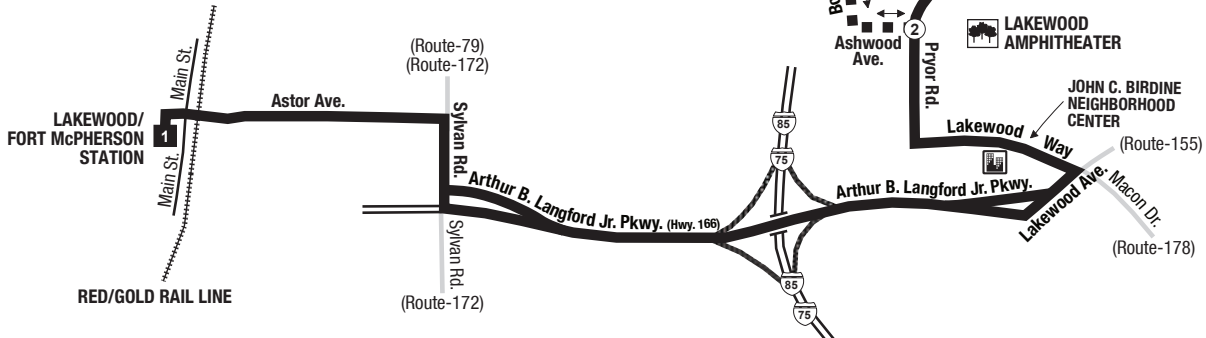 Bo
2
LAKEWOOD
AMPHITHEATER
Ashwood
Ave.
Pryor Rd.
Main St.
(Route-79)
(Route-172)
85
JOHN C. BIRDINE
NEIGHBORHOOD
CENTER
LAKEWOOD/
FORT McPHERSON
STATION
1
Astor Ave.
Sylvan Rd.
75
Lakewood Way
(Route-155)
Main St.
Arthur B. Langford Jr. Pkwy. (Hwy. 166)
Arthur B. Langford Jr. Pkwy.
Lakewood Ave.
Macon Dr.
(Route-178)
Sylvan Rd.
RED/GOLD RAIL LINE
(Route-172)
85
75